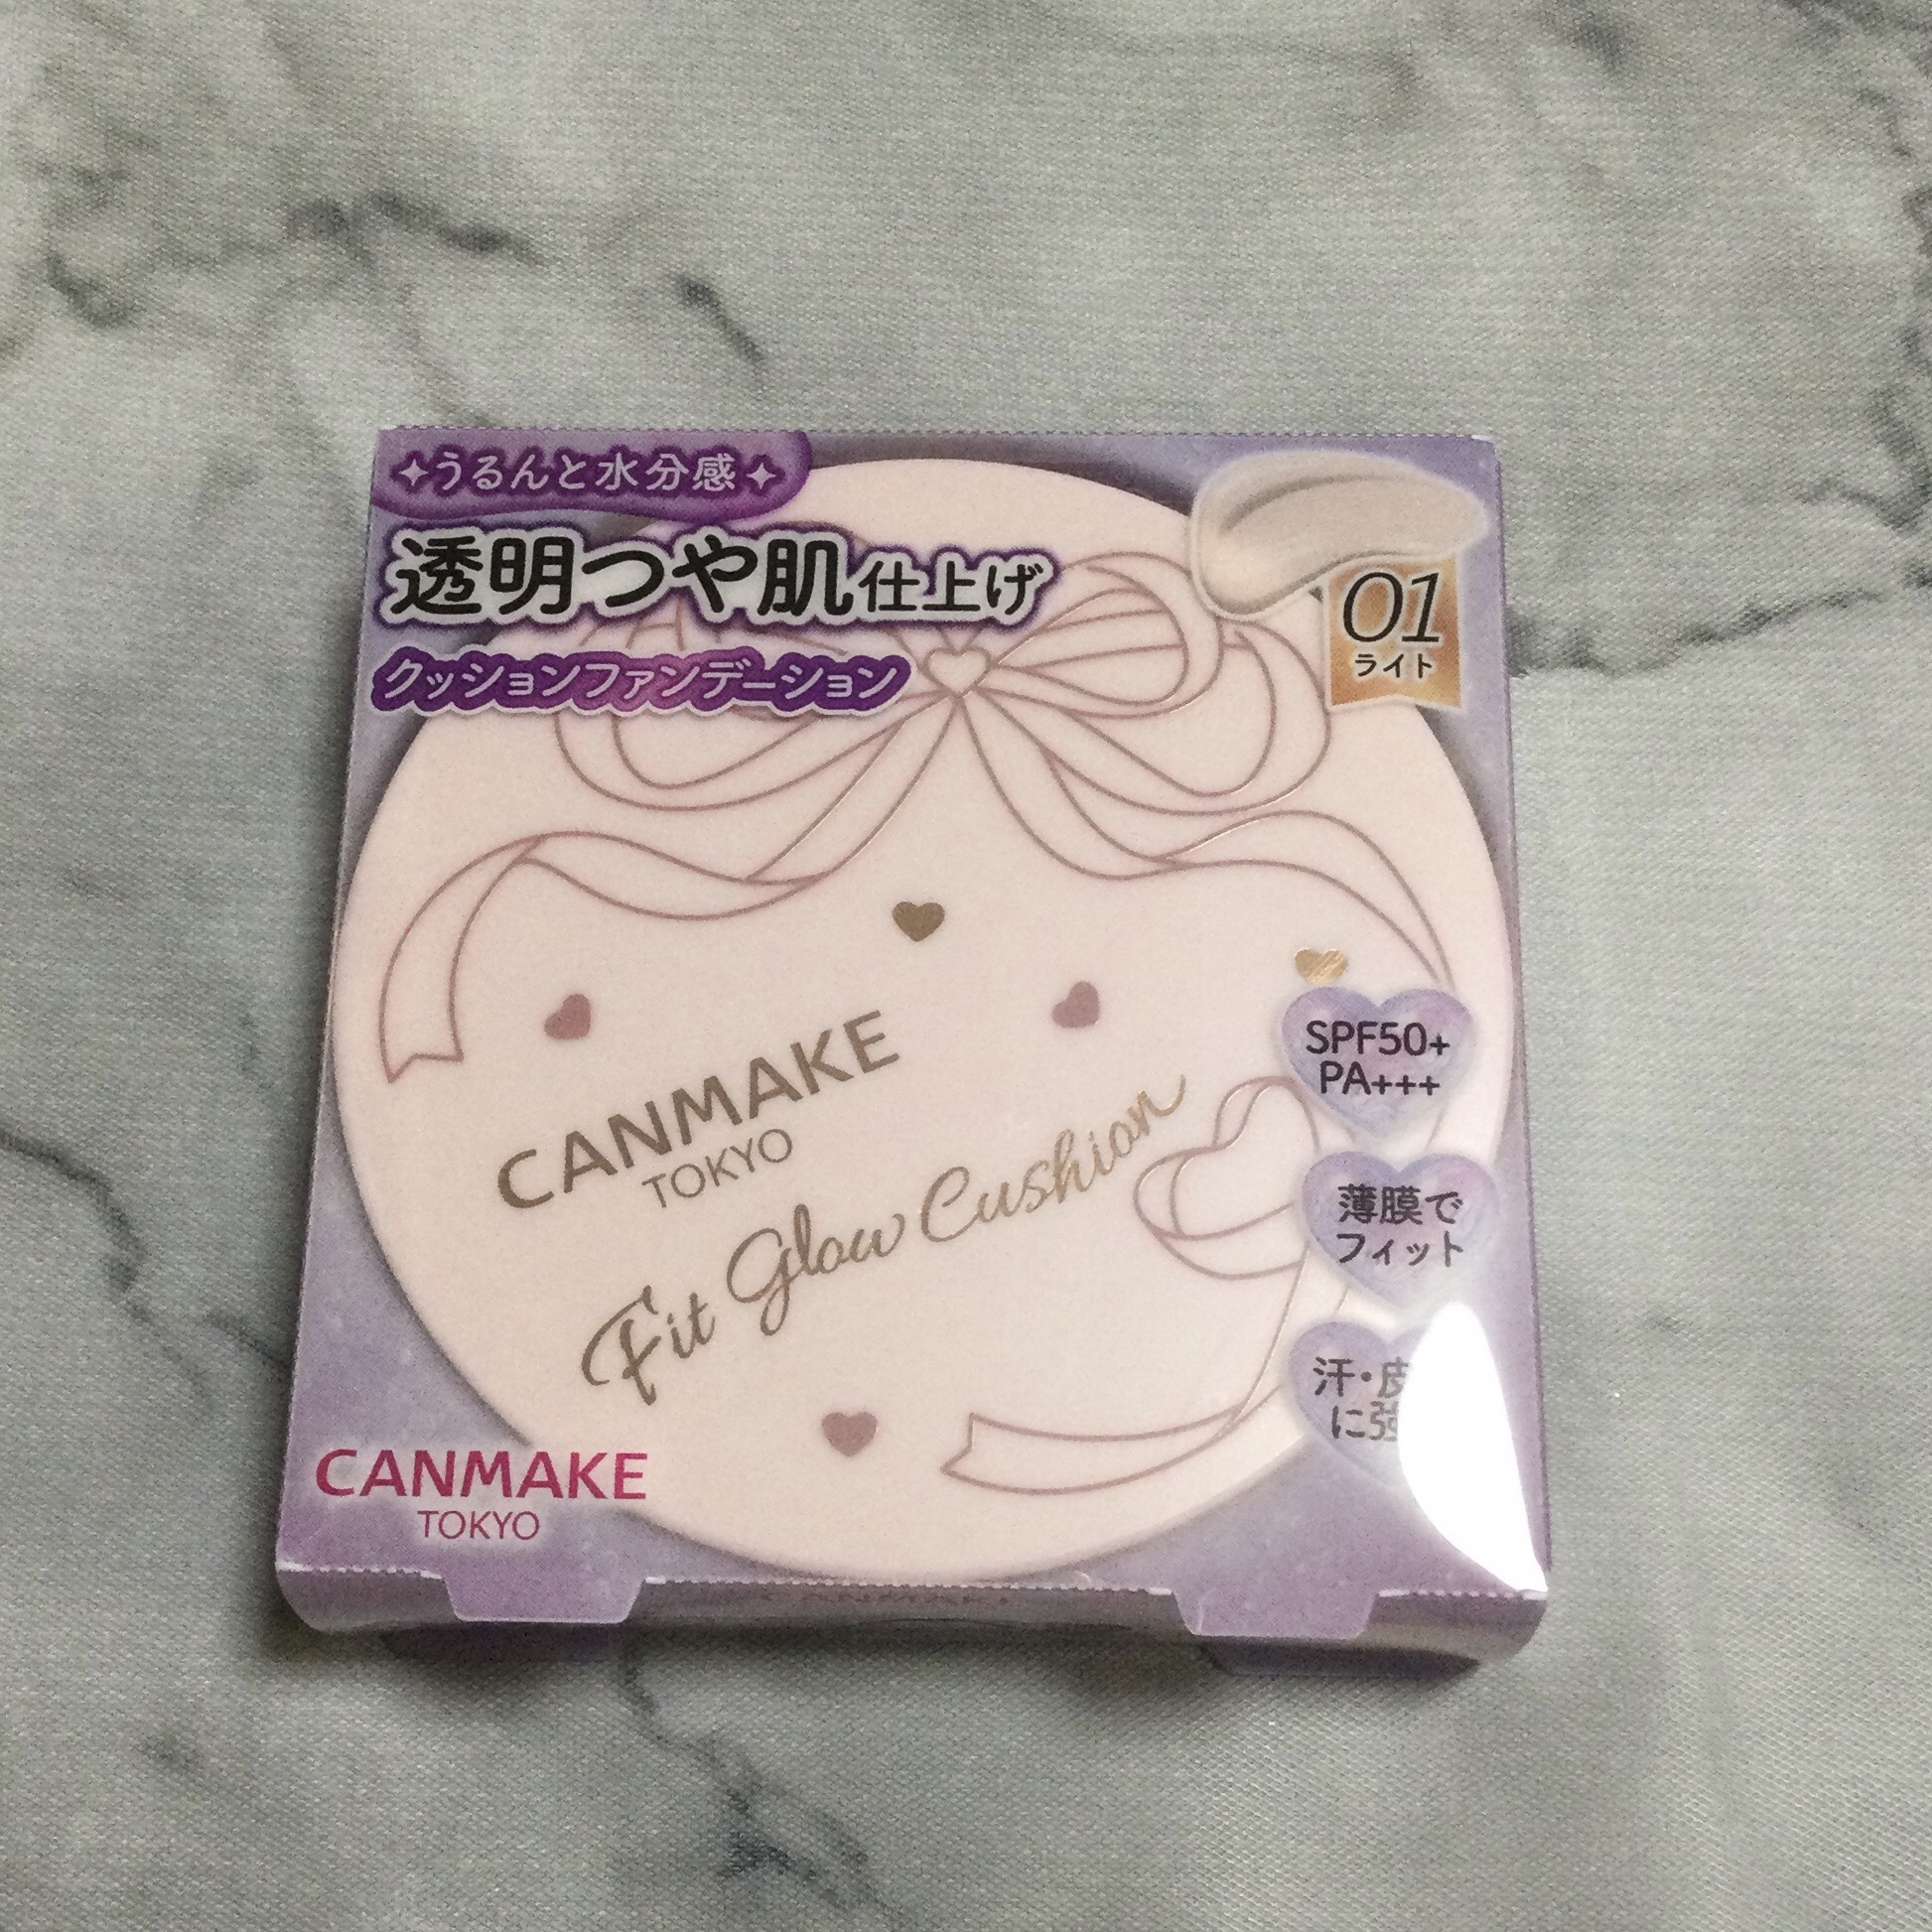 うるんと水分感
透明つや肌仕上げ
クッションファンデーション
01
ライト
CANMAKE
TOKYO
Fit Glow Cushion
SPF50+
PA+++
薄膜で
フィット
汗・皮
に強
CANMAKE
TOKYO
CANMAKE